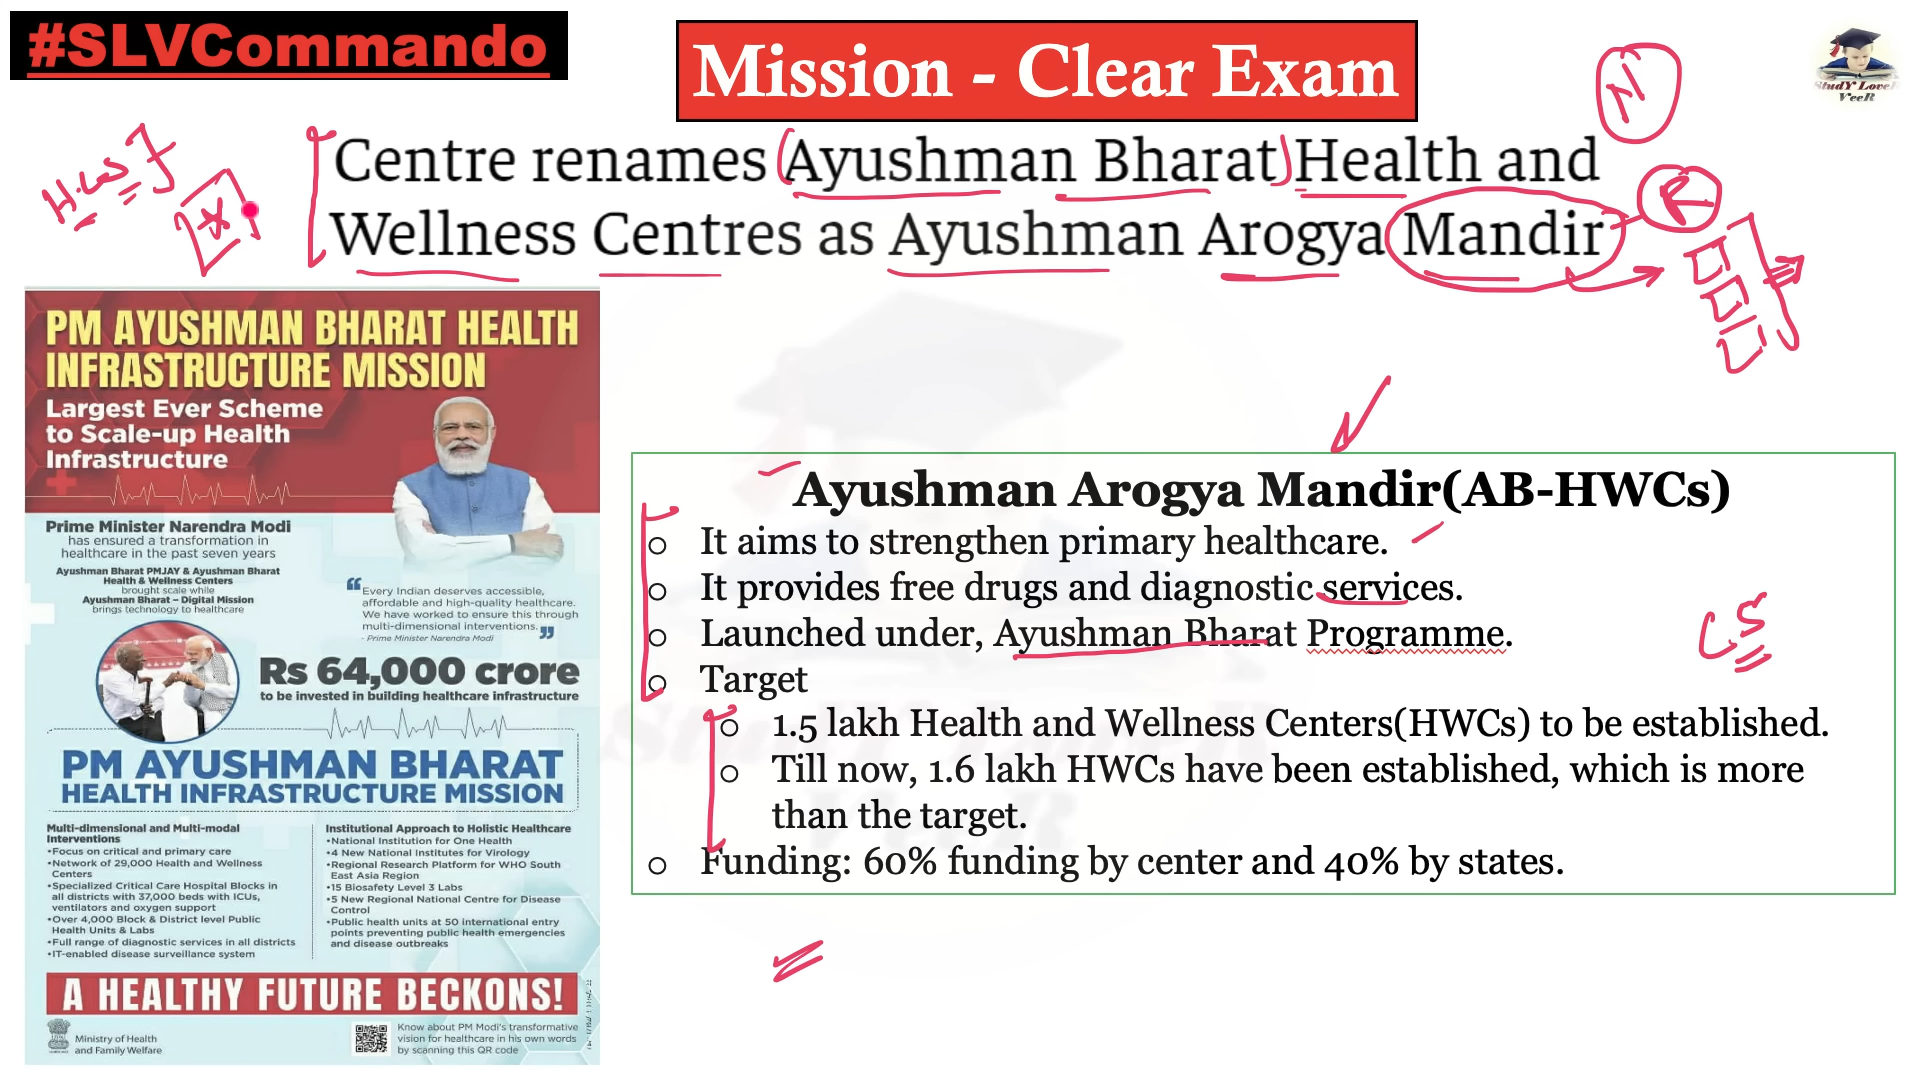 #SLVCommando
Mission - Clear Exam
StudY LoveR
VeeR
N
Centre renames Ayushman Bharat Health and
Wellness Centres as Ayushman Arogya Mandir
R
PM AYUSHMAN BHARAT HEALTH
INFRASTRUCTURE MISSION
Largest Ever Scheme
to Scale-up Health
Infrastructure
Prime Minister Narendra Modi
has ensured a transformation in
healthcare in the past seven years
Ayushman Bharat PMJAY & Ayushman Bharat
Health & Wellness Centers
brought scale while
Ayushman Bharat – Digital Mission
brings technology to healthcare
“Every Indian deserves accessible,
affordable and high-quality healthcare.
We have worked to ensure this through
multi-dimensional interventions.”
- Prime Minister Narendra Modi
Rs 64,000 crore
to be invested in building healthcare infrastructure
PM AYUSHMAN BHARAT
HEALTH INFRASTRUCTURE MISSION
Multi-dimensional and Multi-modal
Interventions
•Focus on critical and primary care
•Network of 29,000 Health and Wellness
Centers
•Specialized Critical Care Hospital Blocks in
all districts with 37,000 beds with ICUs,
ventilators and oxygen support
•Over 4,000 Block & District level Public
Health Units & Labs
•Full range of diagnostic services in all districts
•IT-enabled disease surveillance system
Institutional Approach to Holistic Healthcare
•National Institution for One Health
•4 New National Institutes for Virology
•Regional Research Platform for WHO South
East Asia Region
•15 Biosafety Level 3 Labs
•5 New Regional National Centre for Disease
Control
•Public health units at 50 international entry
points preventing public health emergencies
and disease outbreaks
A HEALTHY FUTURE BECKONS!
Ministry of Health
and Family Welfare
Know about PM Modi's transformative
vision for healthcare in his own words
by scanning this QR code
Ayushman Arogya Mandir(AB-HWCs)
o It aims to strengthen primary healthcare.
o It provides free drugs and diagnostic services.
o Launched under, Ayushman Bharat Programme.
o Target
o 1.5 lakh Health and Wellness Centers(HWCs) to be established.
o Till now, 1.6 lakh HWCs have been established, which is more
than the target.
o Funding: 60% funding by center and 40% by states.
CS